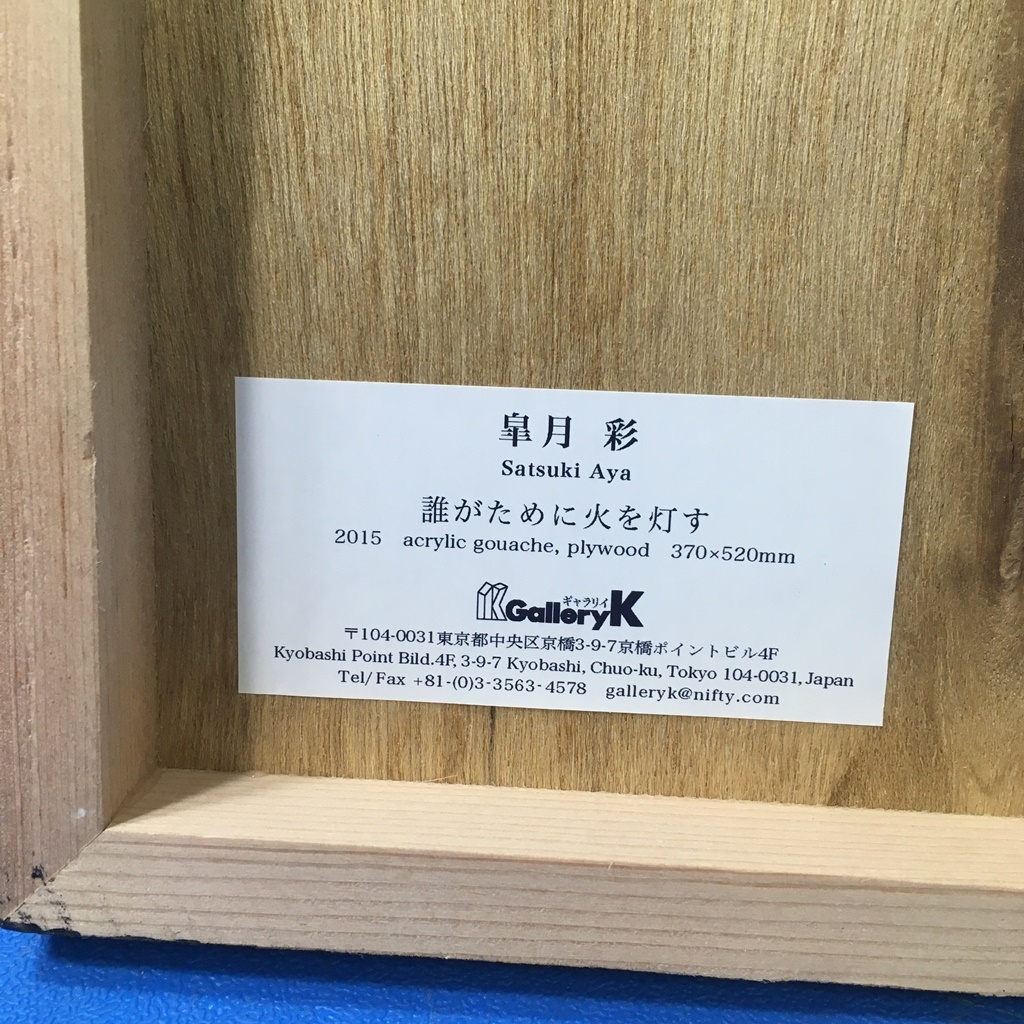 皐月 彩
Satsuki Aya
誰がために火を灯す
2015 acrylic gouache, plywood 370×520mm
ギャラリイ
GalleryK
〒104-0031東京都中央区京橋3-9-7京橋ポイントビル4F
Kyobashi Point Bild.4F, 3-9-7 Kyobashi, Chuo-ku, Tokyo 104-0031, Japan
Tel/Fax +81-(0)3-3563-4578 galleryk@nifty.com